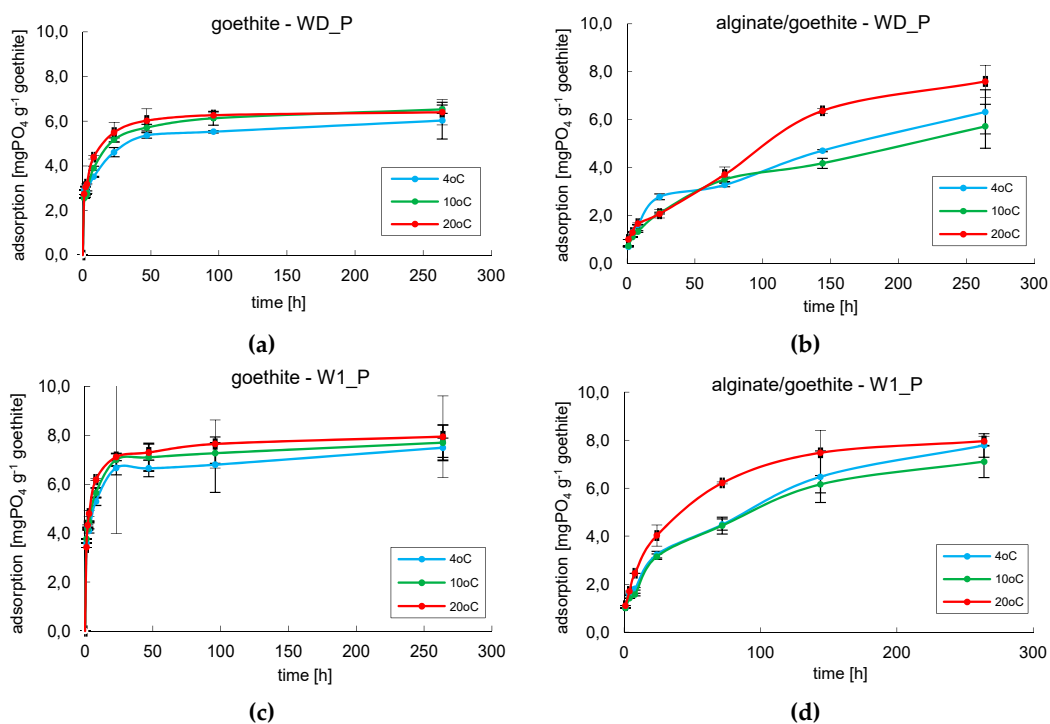 goethite - WD_P
adsorption [mgPO4 g-1 goethite]
10,0
8,0
6,0
4,0
2,0
0,0
4oC
10oC
20oC
0 50 100 150 200 250 300
time [h]
(a)
alginate/goethite - WD_P
adsorption [mgPO4 g-1 goethite]
10,0
8,0
6,0
4,0
2,0
0,0
4oC
10oC
20oC
0 50 100 150 200 250 300
time [h]
(b)
goethite - W1_P
adsorption [mgPO4 g-1 goethite]
10,0
8,0
6,0
4,0
2,0
0,0
4oC
10oC
20oC
0 50 100 150 200 250 300
time [h]
(c)
alginate/goethite - W1_P
adsorption [mgPO4 g-1 goethite]
10,0
8,0
6,0
4,0
2,0
0,0
4oC
10oC
20oC
0 100 200 300
time [h]
(d)